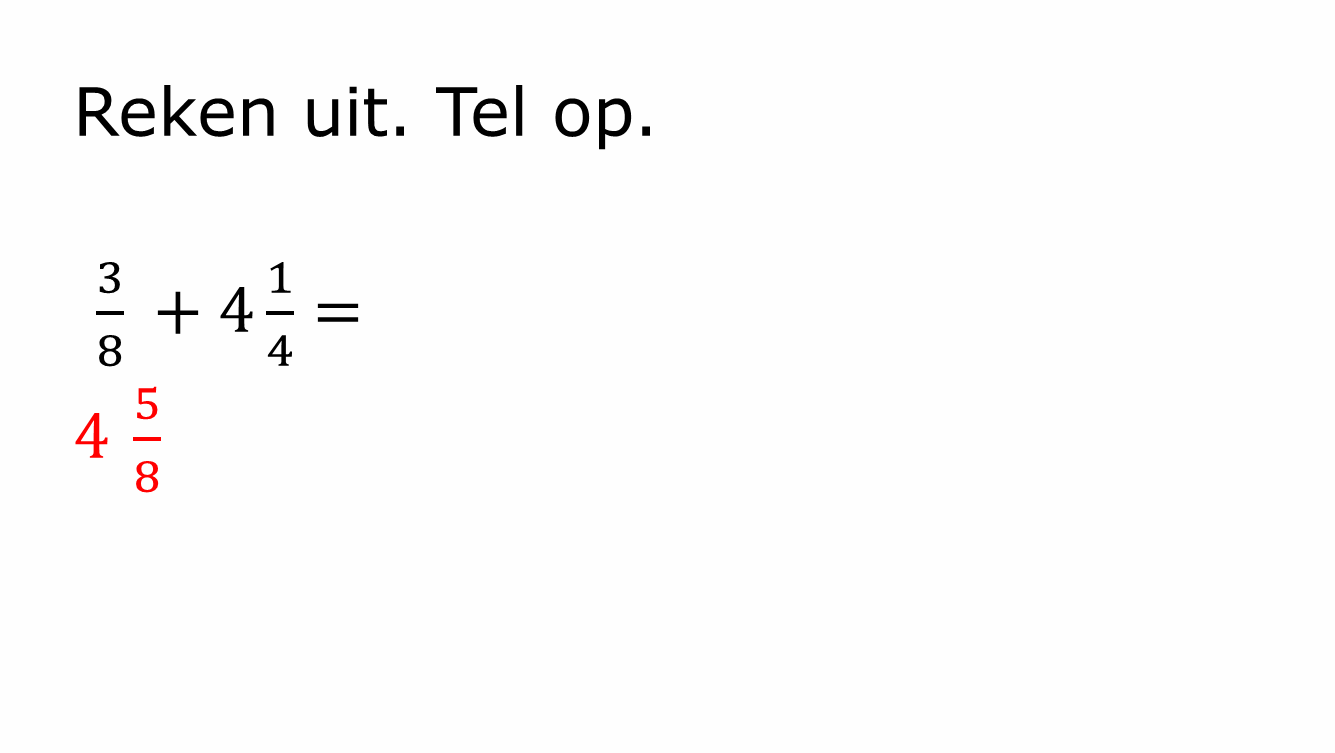 Reken uit. Tel op.
3/8 + 4 1/4 =
4 5/8